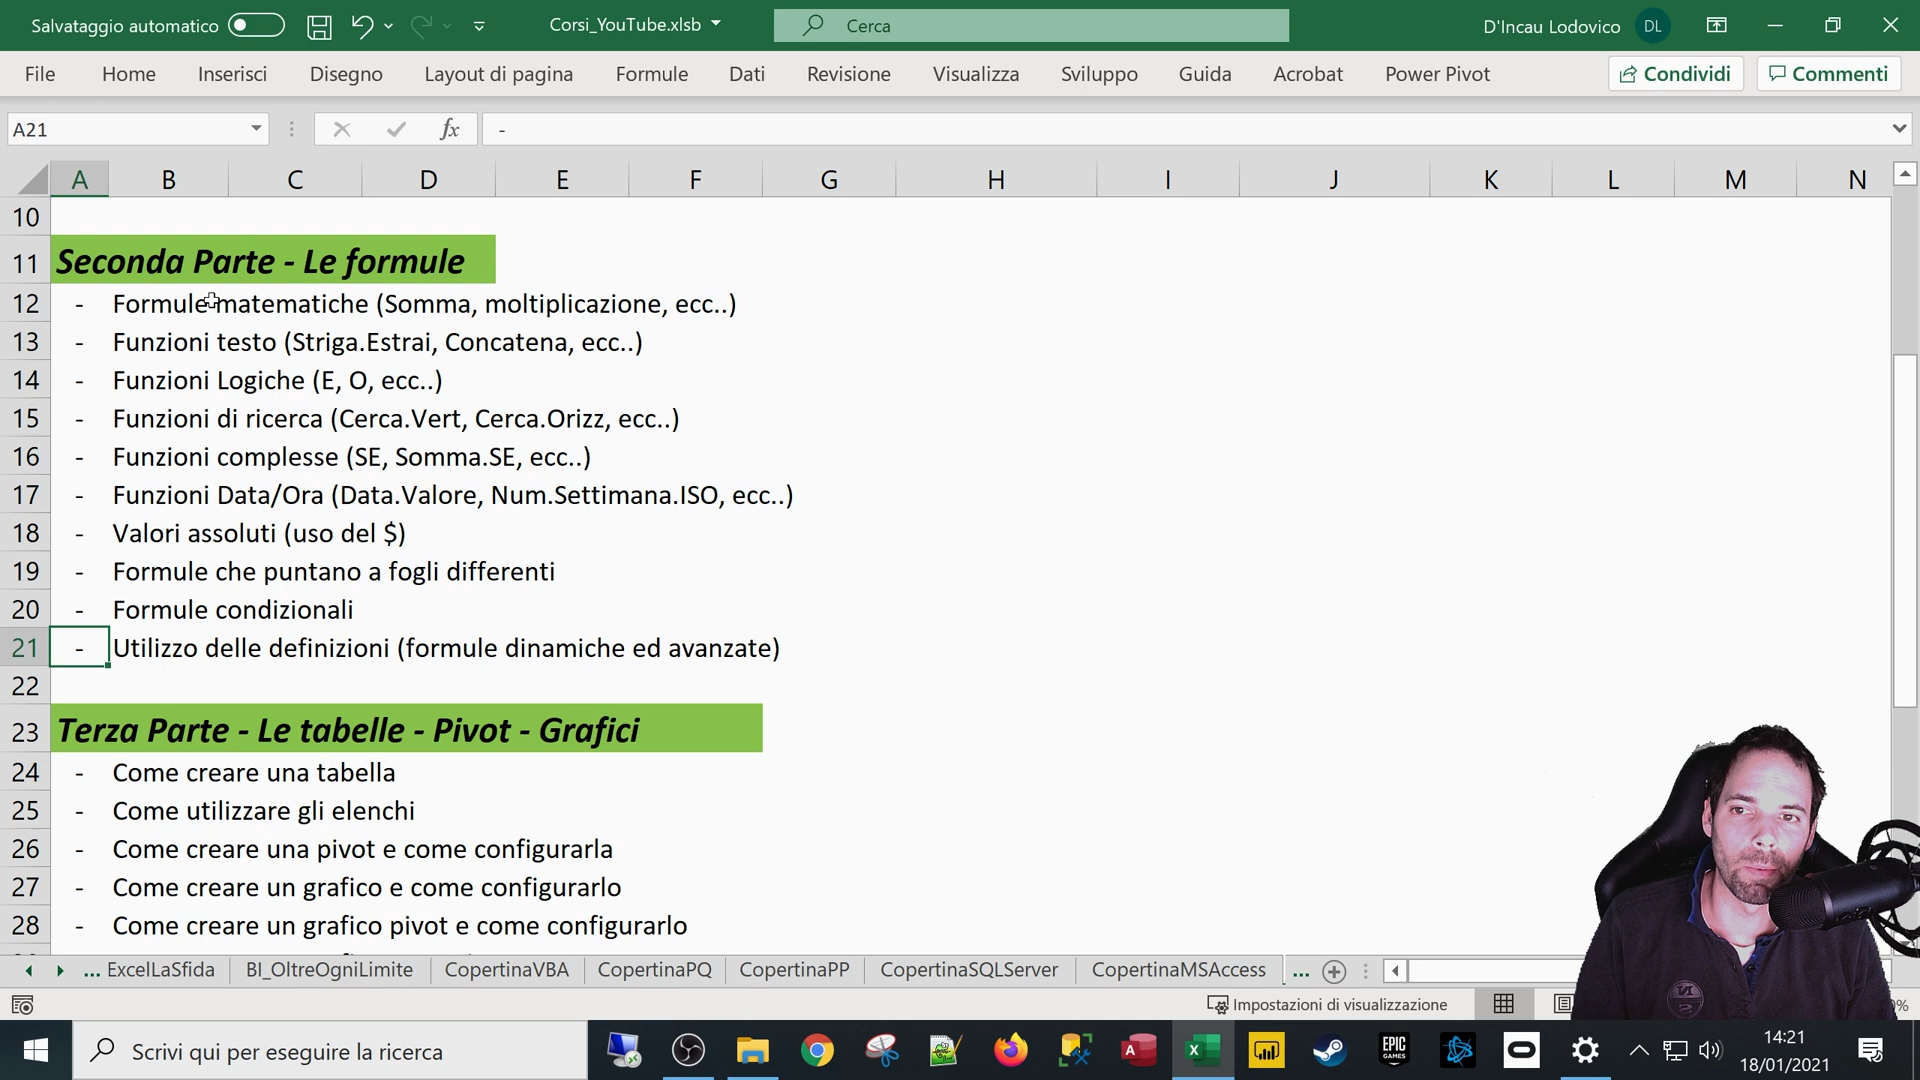 Salvataggio automatico
Corsi_YouTube.xlsb
Cerca
D'Incau Lodovico
DL
File Home Inserisci Disegno Layout di pagina Formule Dati Revisione Visualizza Sviluppo Guida Acrobat Power Pivot
Condividi
Commenti
A21
fx
-
A B C D E F G H I J K L M N
10
11 Seconda Parte - Le formule
12 - Formule matematiche (Somma, moltiplicazione, ecc..)
13 - Funzioni testo (Striga.Estrai, Concatena, ecc..)
14 - Funzioni Logiche (E, O, ecc..)
15 - Funzioni di ricerca (Cerca.Vert, Cerca.Orizz, ecc..)
16 - Funzioni complesse (SE, Somma.SE, ecc..)
17 - Funzioni Data/Ora (Data.Valore, Num.Settimana.ISO, ecc..)
18 - Valori assoluti (uso del $)
19 - Formule che puntano a fogli differenti
20 - Formule condizionali
21 - Utilizzo delle definizioni (formule dinamiche ed avanzate)
22
23 Terza Parte - Le tabelle - Pivot - Grafici
24 - Come creare una tabella
25 - Come utilizzare gli elenchi
26 - Come creare una pivot e come configurarla
27 - Come creare un grafico e come configurarlo
28 - Come creare un grafico pivot e come configurarlo
... ExcelLaSfida BI_OltreOgniLimite CopertinaVBA CopertinaPQ CopertinaPP CopertinaSQLServer CopertinaMSAccess ...
Impostazioni di visualizzazione
%
Scrivi qui per eseguire la ricerca
EPIC
GAMES
14:21
18/01/2021